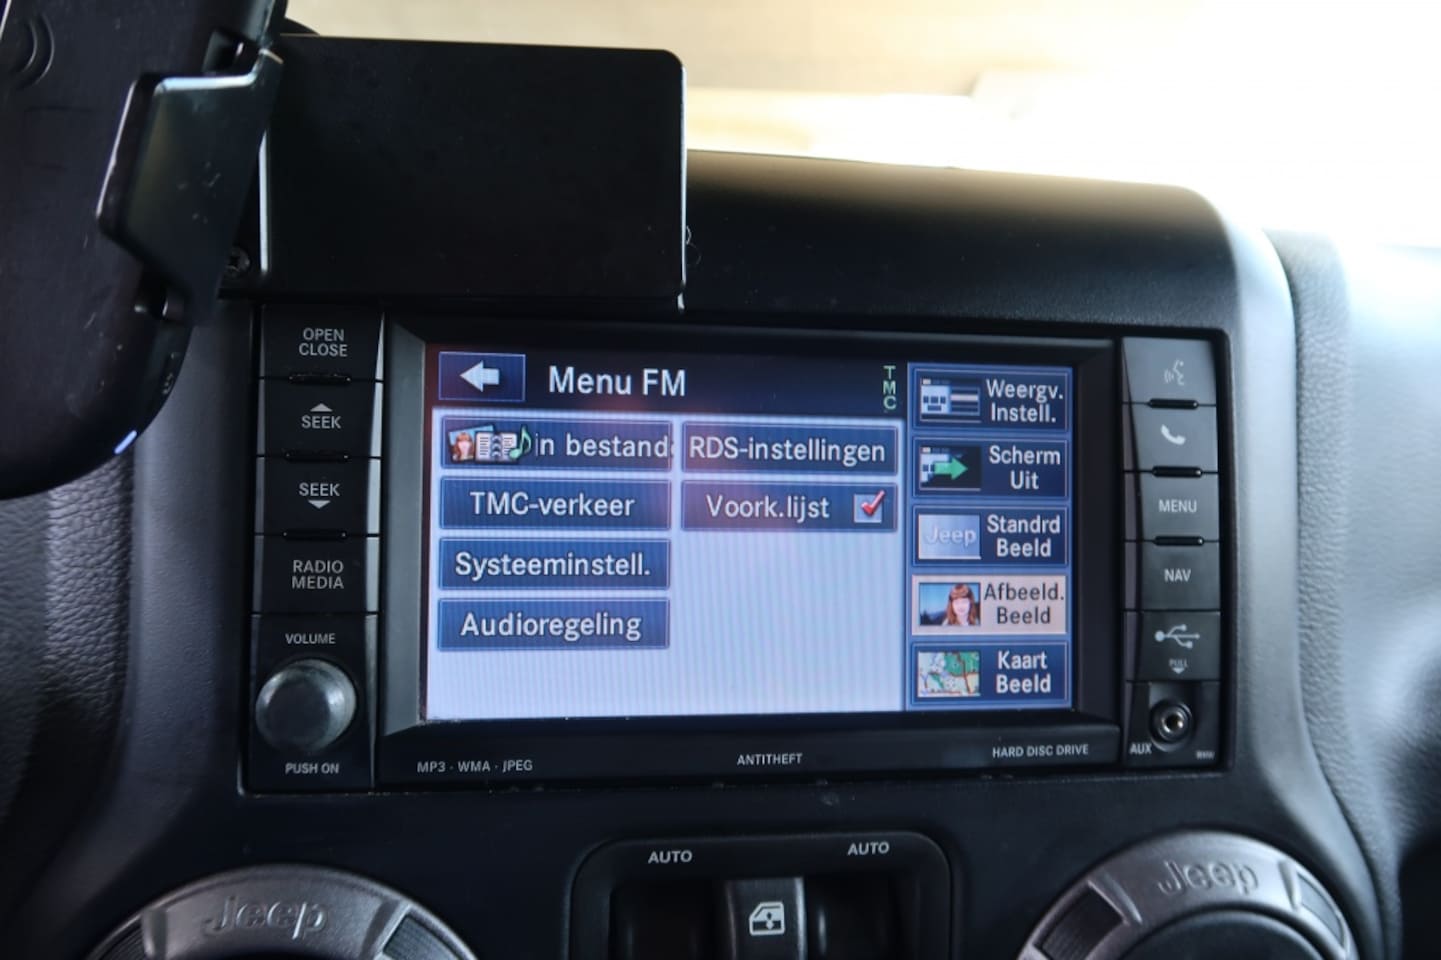 OPEN
CLOSE
SEEK
SEEK
RADIO
MEDIA
VOLUME
PUSH ON
Menu FM
TMC
in bestand
RDS-instellingen
TMC-verkeer
Voork.lijst
Systeeminstell.
Audioregeling
Weergv.
Instell.
Scherm
Uit
Jeep
Standrd
Beeld
Afbeeld.
Beeld
Kaart
Beeld
MENU
NAV
PULL
AUX
MP3 · WMA · JPEG
ANTITHEFT
HARD DISC DRIVE
AUTO
AUTO
Jeep
Jeep